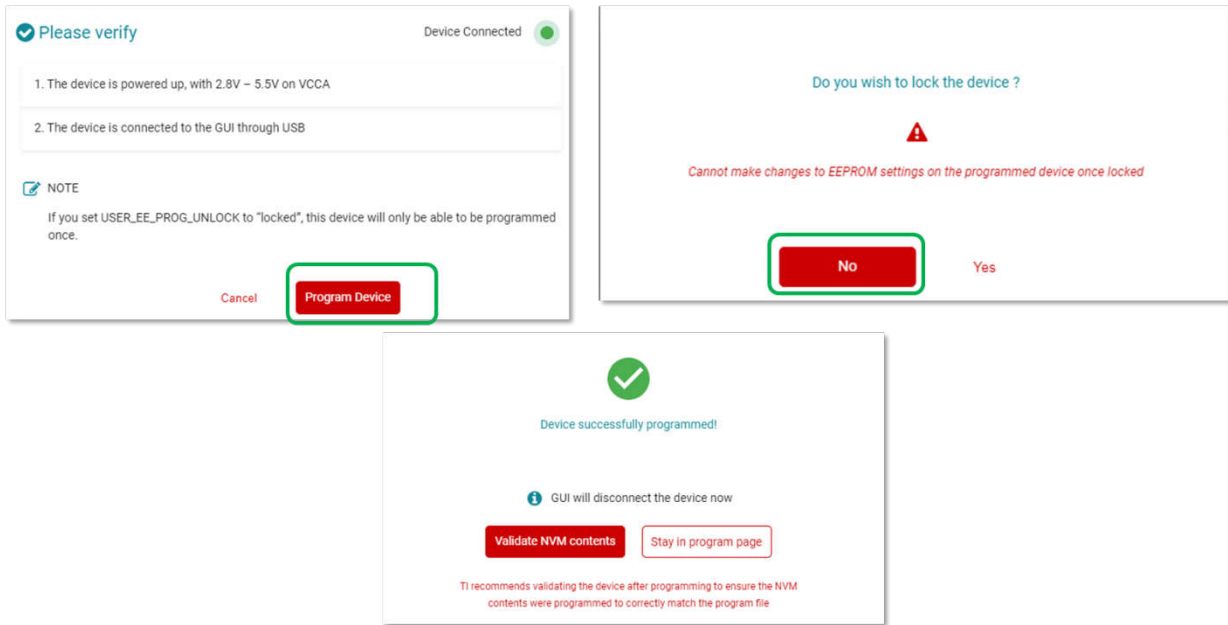 Please verify
Device Connected
1. The device is powered up, with 2.8V – 5.5V on VCCA
2. The device is connected to the GUI through USB
NOTE
If you set USER_EE_PROG_UNLOCK to “locked”, this device will only be able to be programmed
once.
Cancel
Program Device
Do you wish to lock the device ?
Cannot make changes to EEPROM settings on the programmed device once locked
No
Yes
Device successfully programmed!
GUI will disconnect the device now
Validate NVM contents
Stay in program page
TI recommends validating the device after programming to ensure the NVM
contents were programmed to correctly match the program file